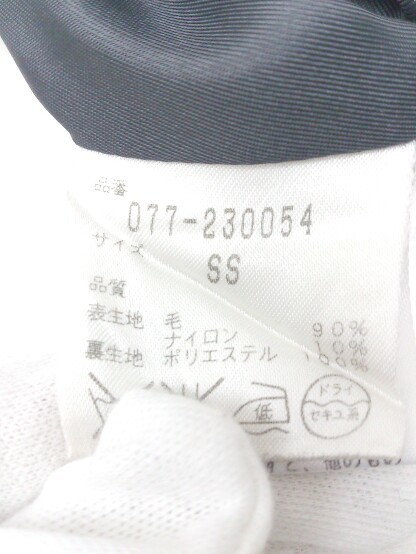 品番
077-230054
サイズ
SS
品質
表生地 毛 90%
ナイロン 10%
裏生地 ポリエステル 100%
低
ドライ
セキユ系